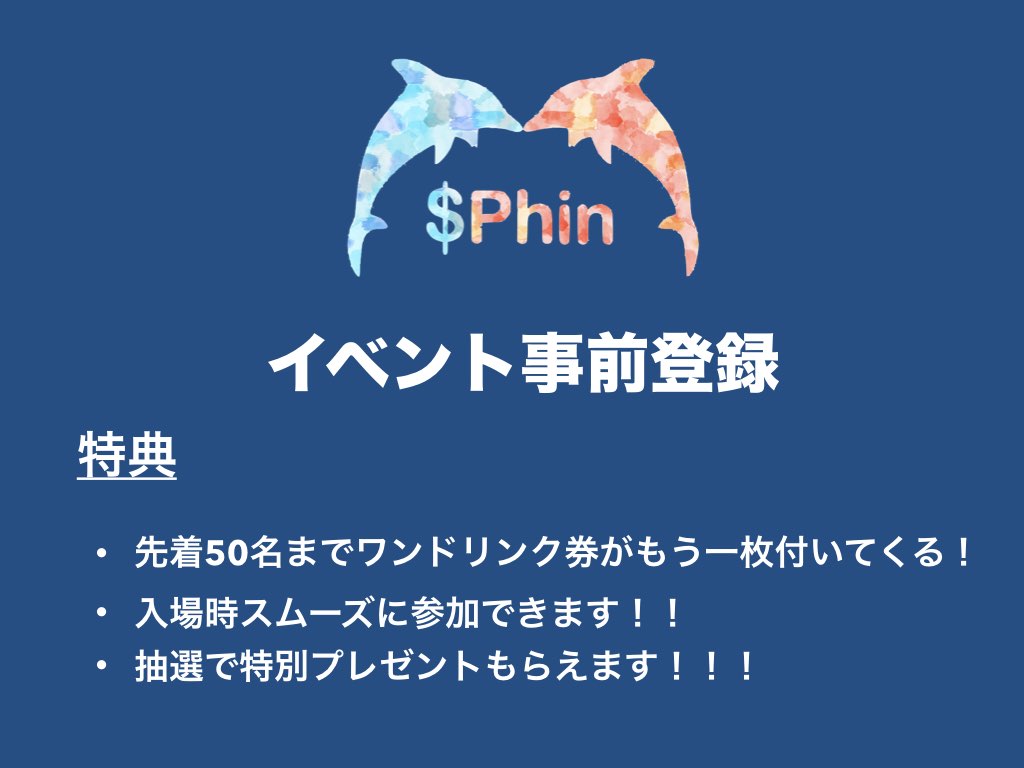 $Phin
イベント事前登録
特典
・ 先着50名までワンドリンク券がもう一枚付いてくる！
・ 入場時スムーズに参加できます！！
・ 抽選で特別プレゼントもらえます！！！